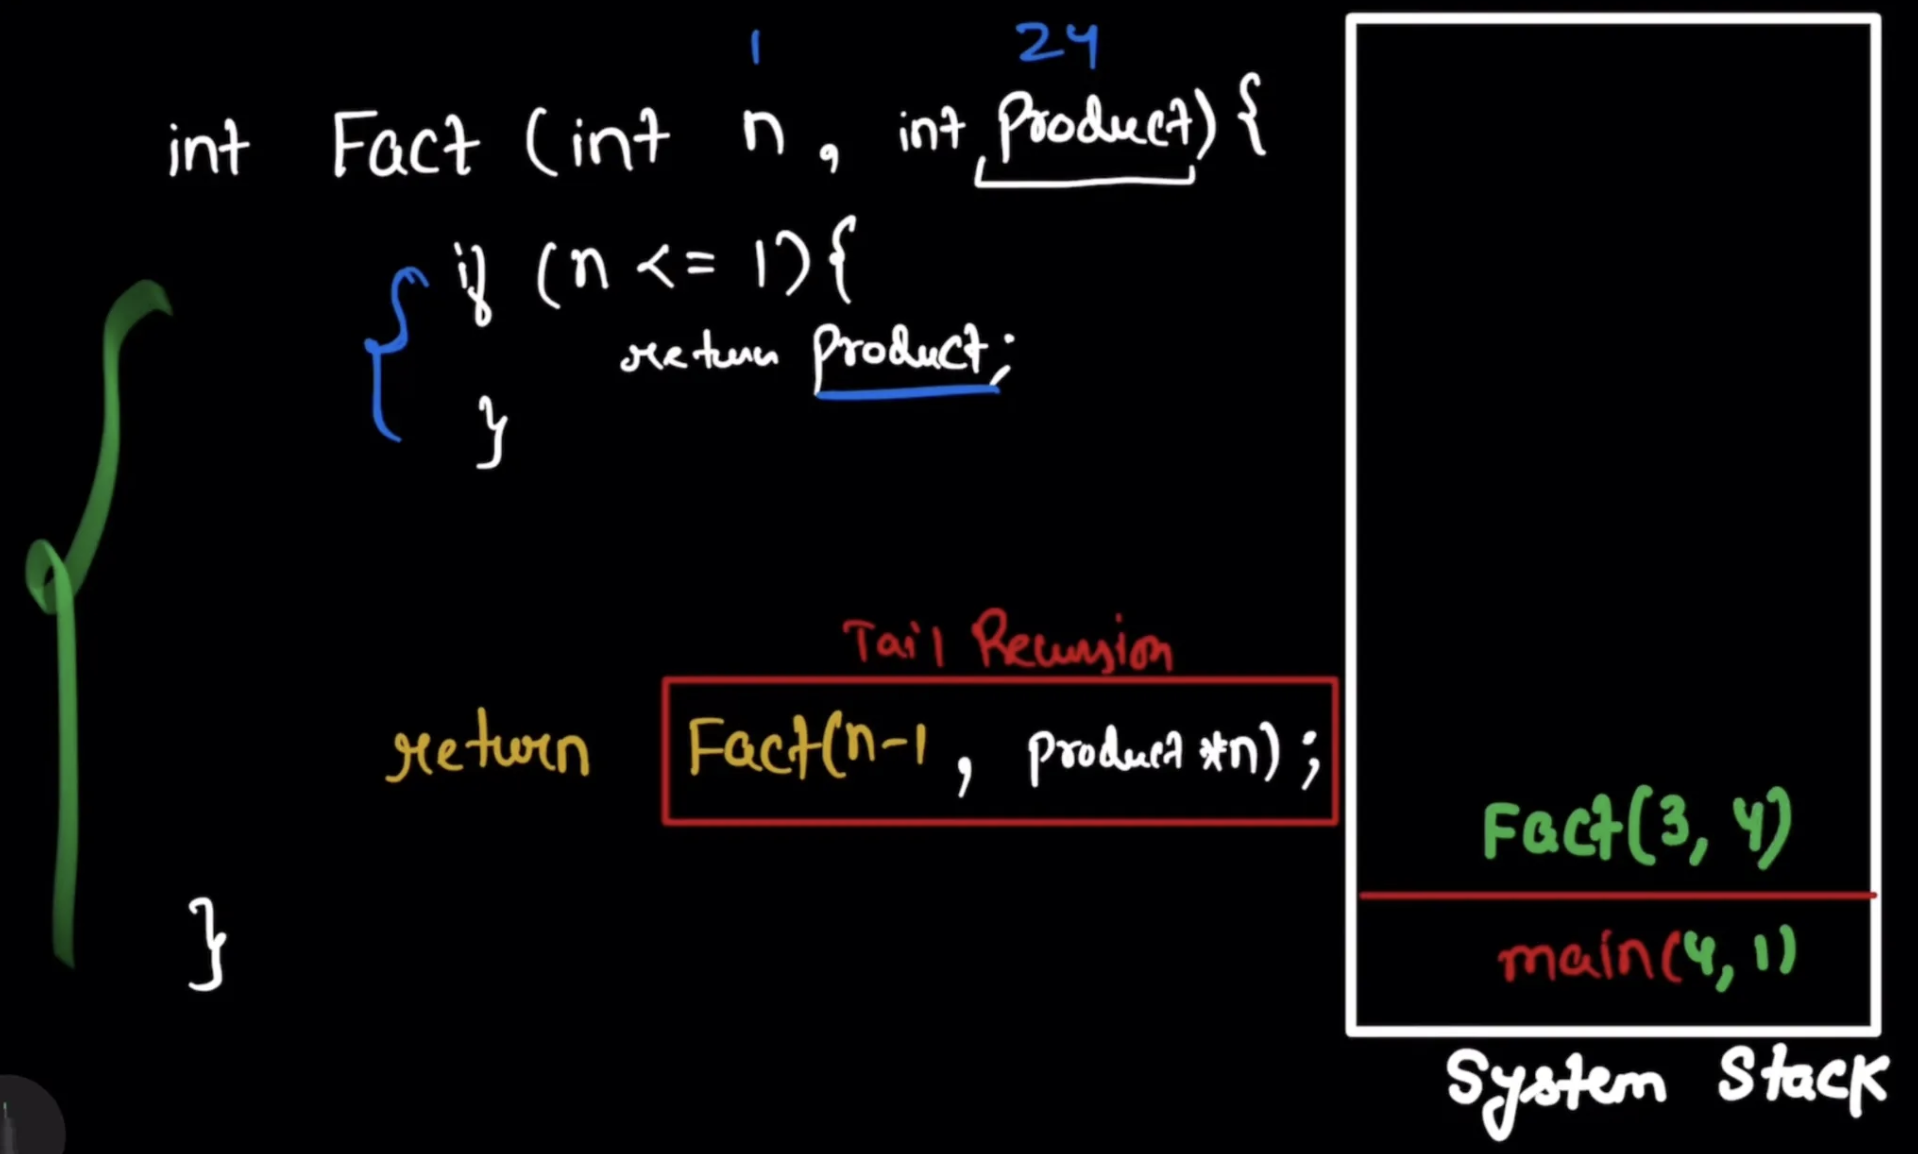 1 24
int Fact (int n, int product) {
if (n <= 1) {
return product;
}
Tail Recursion
return Fact(n-1, product *n);
}
Fact(3, 4)
main(4, 1)
System Stack